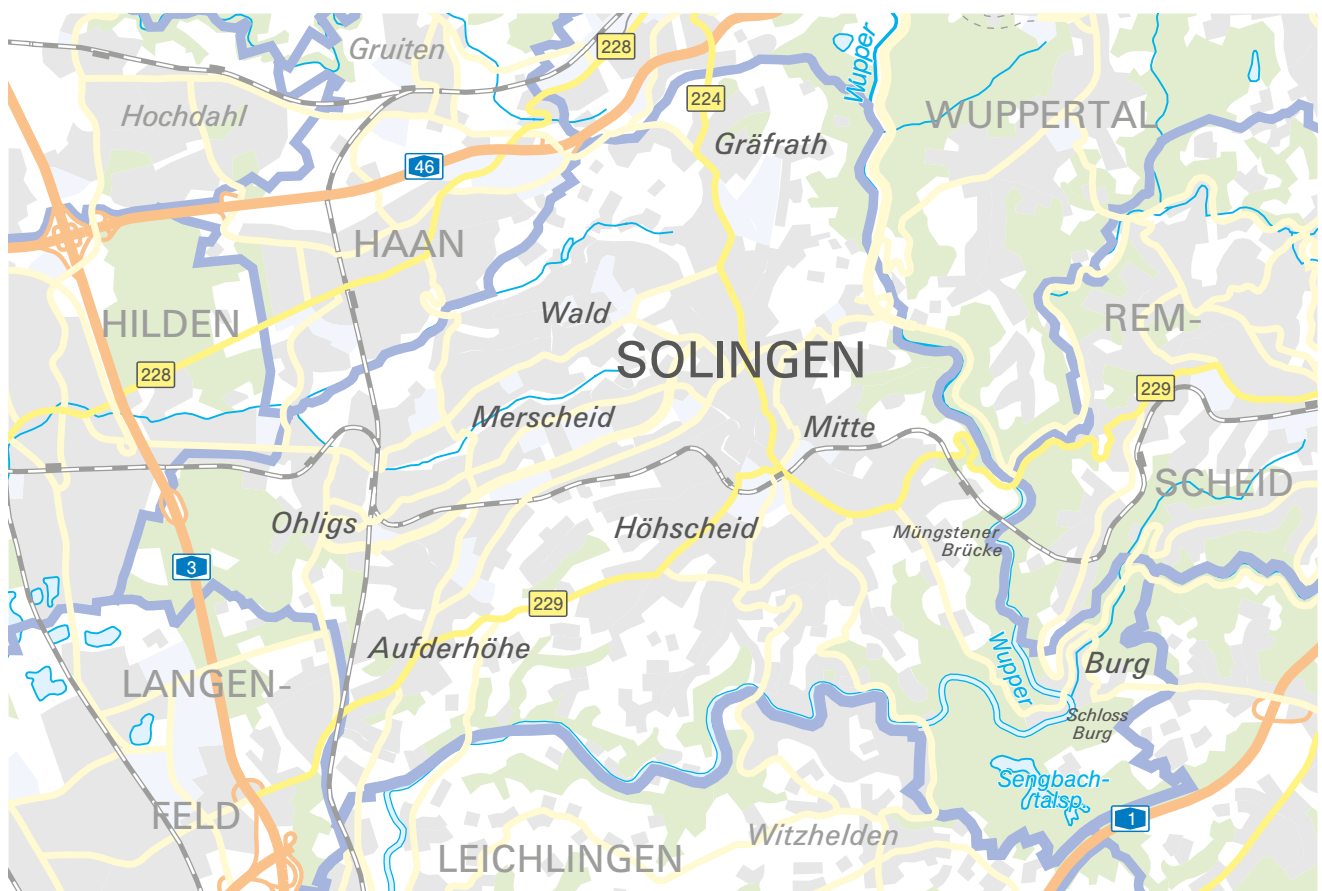 Gruiten
228
Wupper
Hochdahl
224
WUPPERTAL
Gräfrath
46
HAAN
Wald
HILDEN
REM-
SOLINGEN
228
229
Merscheid
Mitte
SCHEID
Ohligs
Höhscheid
Müngstener
Brücke
3
229
Aufderhöhe
Wupper
Burg
LANGEN-
Schloss
Burg
Sengbach-
talsp.
FELD
1
Witzhelden
LEICHLINGEN